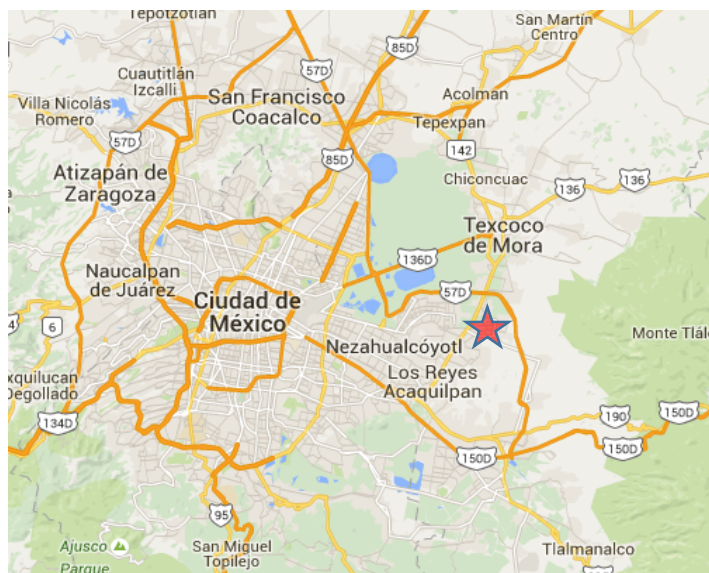 Tepotzotlán
San Martín
Centro
57D
85D
Cuautitlán
Izcalli
Villa Nicolás
Romero
San Francisco
Coacalco
Acolman
Tepexpan
57D
142
85D
Atizapán de
Zaragoza
Chiconcuac
136
136
Texcoco
de Mora
136D
Naucalpan
de Juárez
57D
Ciudad de
México
6
Nezahualcóyotl
Monte Tlálo
Los Reyes
Acaquilpan
xquilucan
Degollado
134D
190
150D
150D
150D
95
Ajusco
Parque
San Miguel
Topilejo
Tlalmanalco